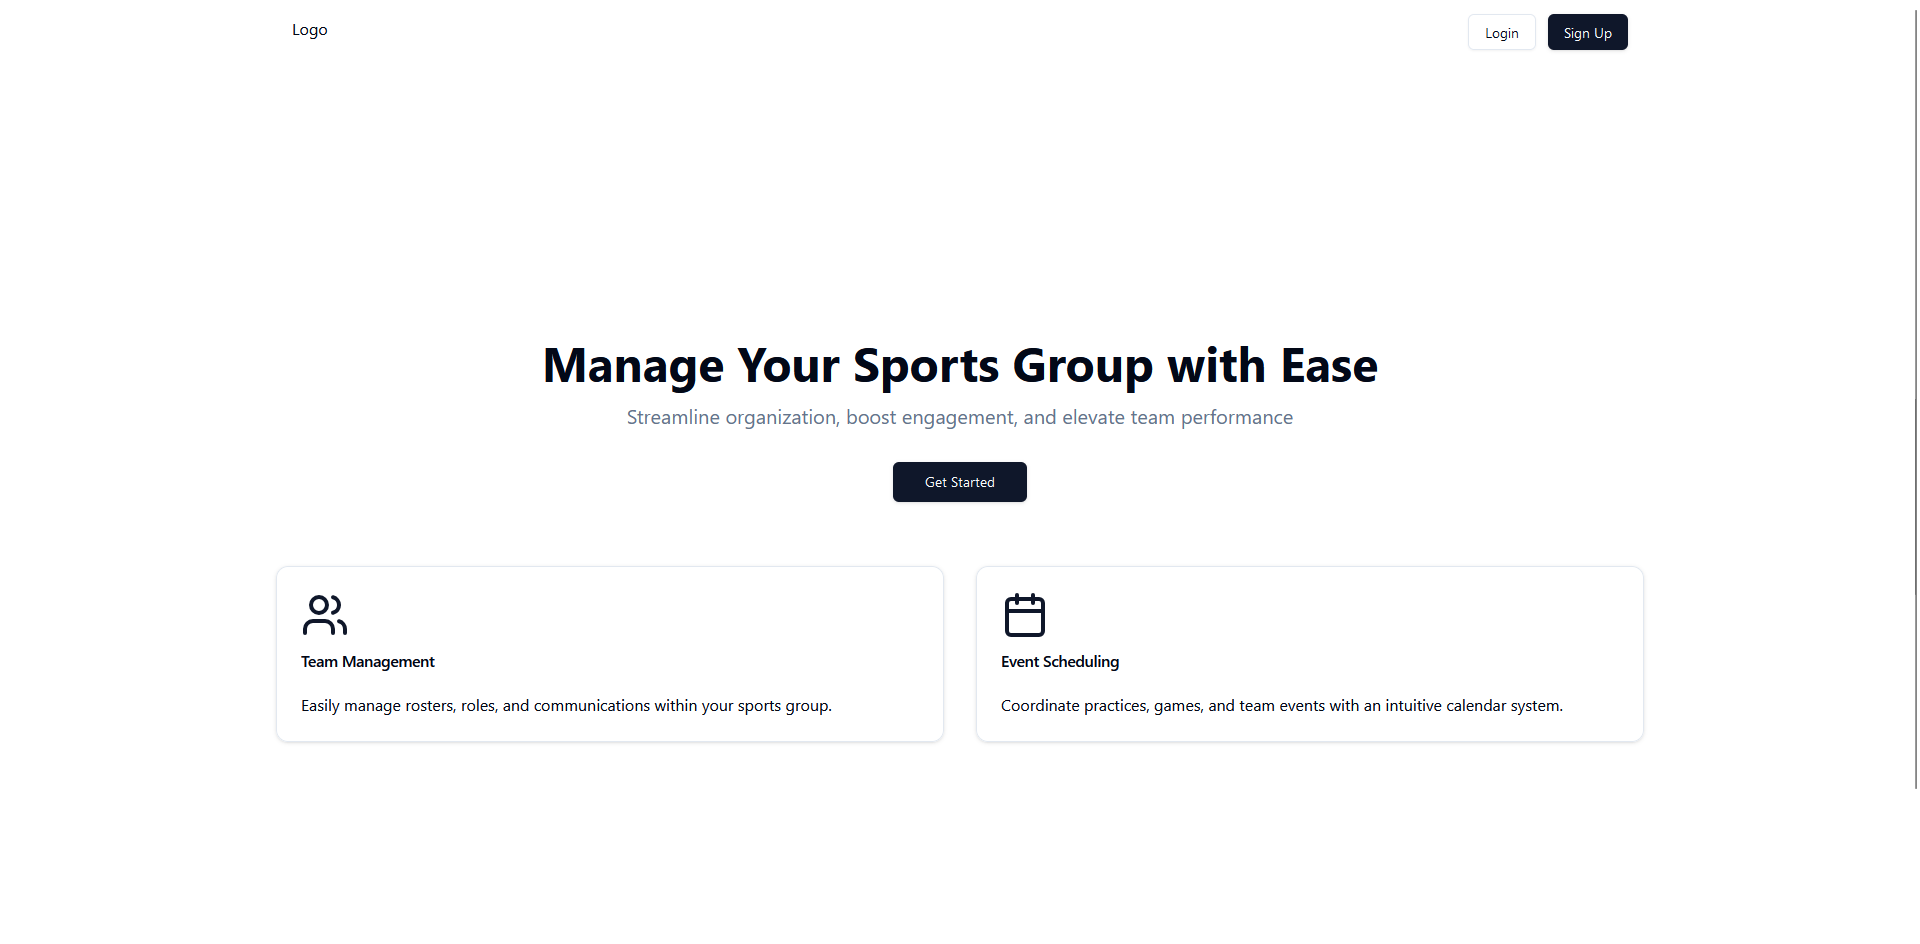 Logo
Login
Sign Up
Manage Your Sports Group with Ease
Streamline organization, boost engagement, and elevate team performance
Get Started
Team Management
Easily manage rosters, roles, and communications within your sports group.
Event Scheduling
Coordinate practices, games, and team events with an intuitive calendar system.